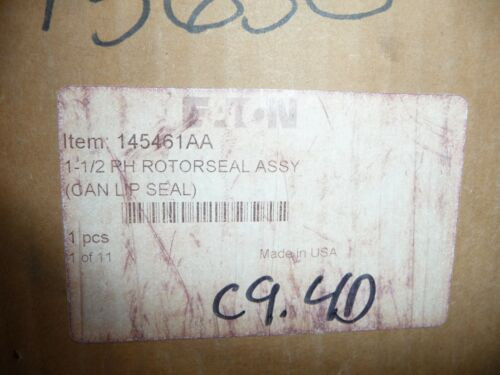 EATON
Item: 145461AA
1-1/2 RH ROTORSEAL ASSY
(CAN LIP SEAL)
1 pcs
1 of 11
Made in USA
C9.4D